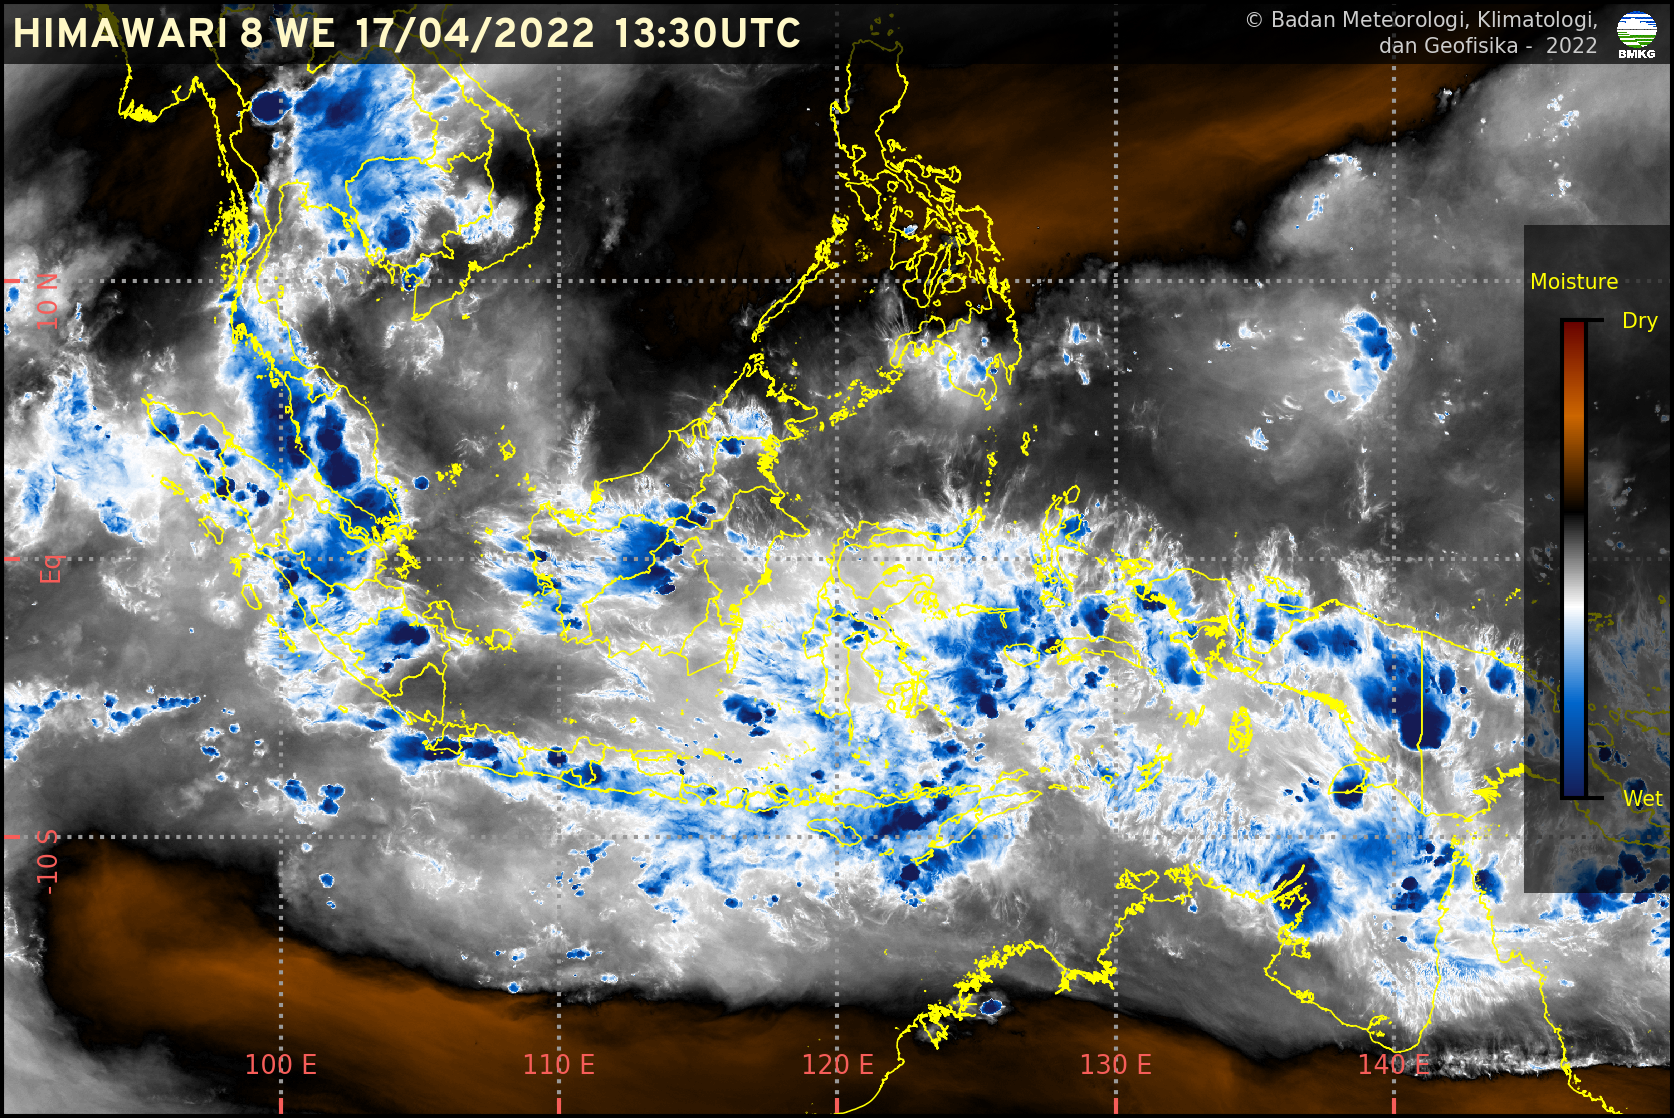 HIMAWARI 8 WE 17/04/2022 13:30UTC
© Badan Meteorologi, Klimatologi,
dan Geofisika - 2022
BMKG
10 N
Moisture
Dry
Eq
Wet
-10 S
100 E
110 E
120 E
130 E
140 E